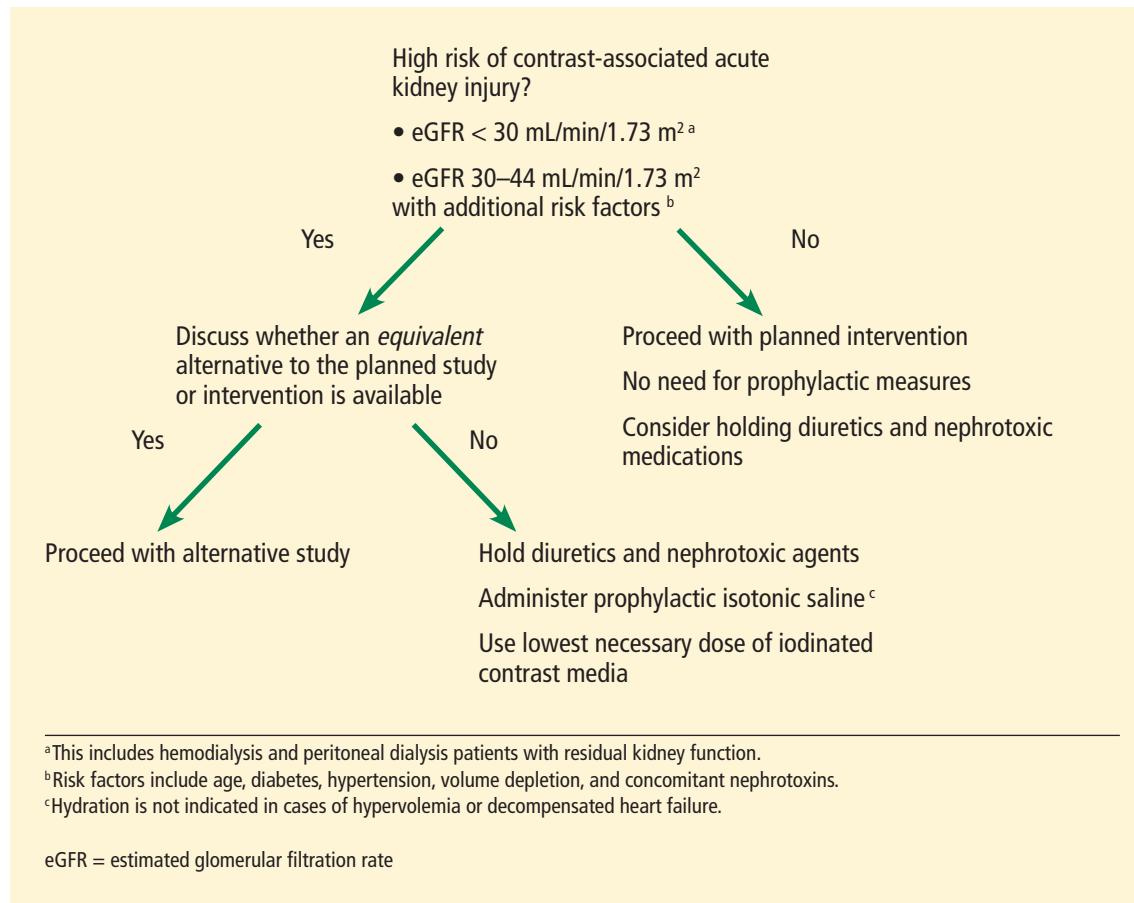 High risk of contrast-associated acute
kidney injury?
• eGFR < 30 mL/min/1.73 m² ᵃ
• eGFR 30–44 mL/min/1.73 m²
with additional risk factors ᵇ
Yes
No
Discuss whether an equivalent
alternative to the planned study
or intervention is available
Proceed with planned intervention
No need for prophylactic measures
Consider holding diuretics and nephrotoxic
medications
Yes
No
Proceed with alternative study
Hold diuretics and nephrotoxic agents
Administer prophylactic isotonic saline ᶜ
Use lowest necessary dose of iodinated
contrast media
ᵃ This includes hemodialysis and peritoneal dialysis patients with residual kidney function.
ᵇ Risk factors include age, diabetes, hypertension, volume depletion, and concomitant nephrotoxins.
ᶜ Hydration is not indicated in cases of hypervolemia or decompensated heart failure.
eGFR = estimated glomerular filtration rate